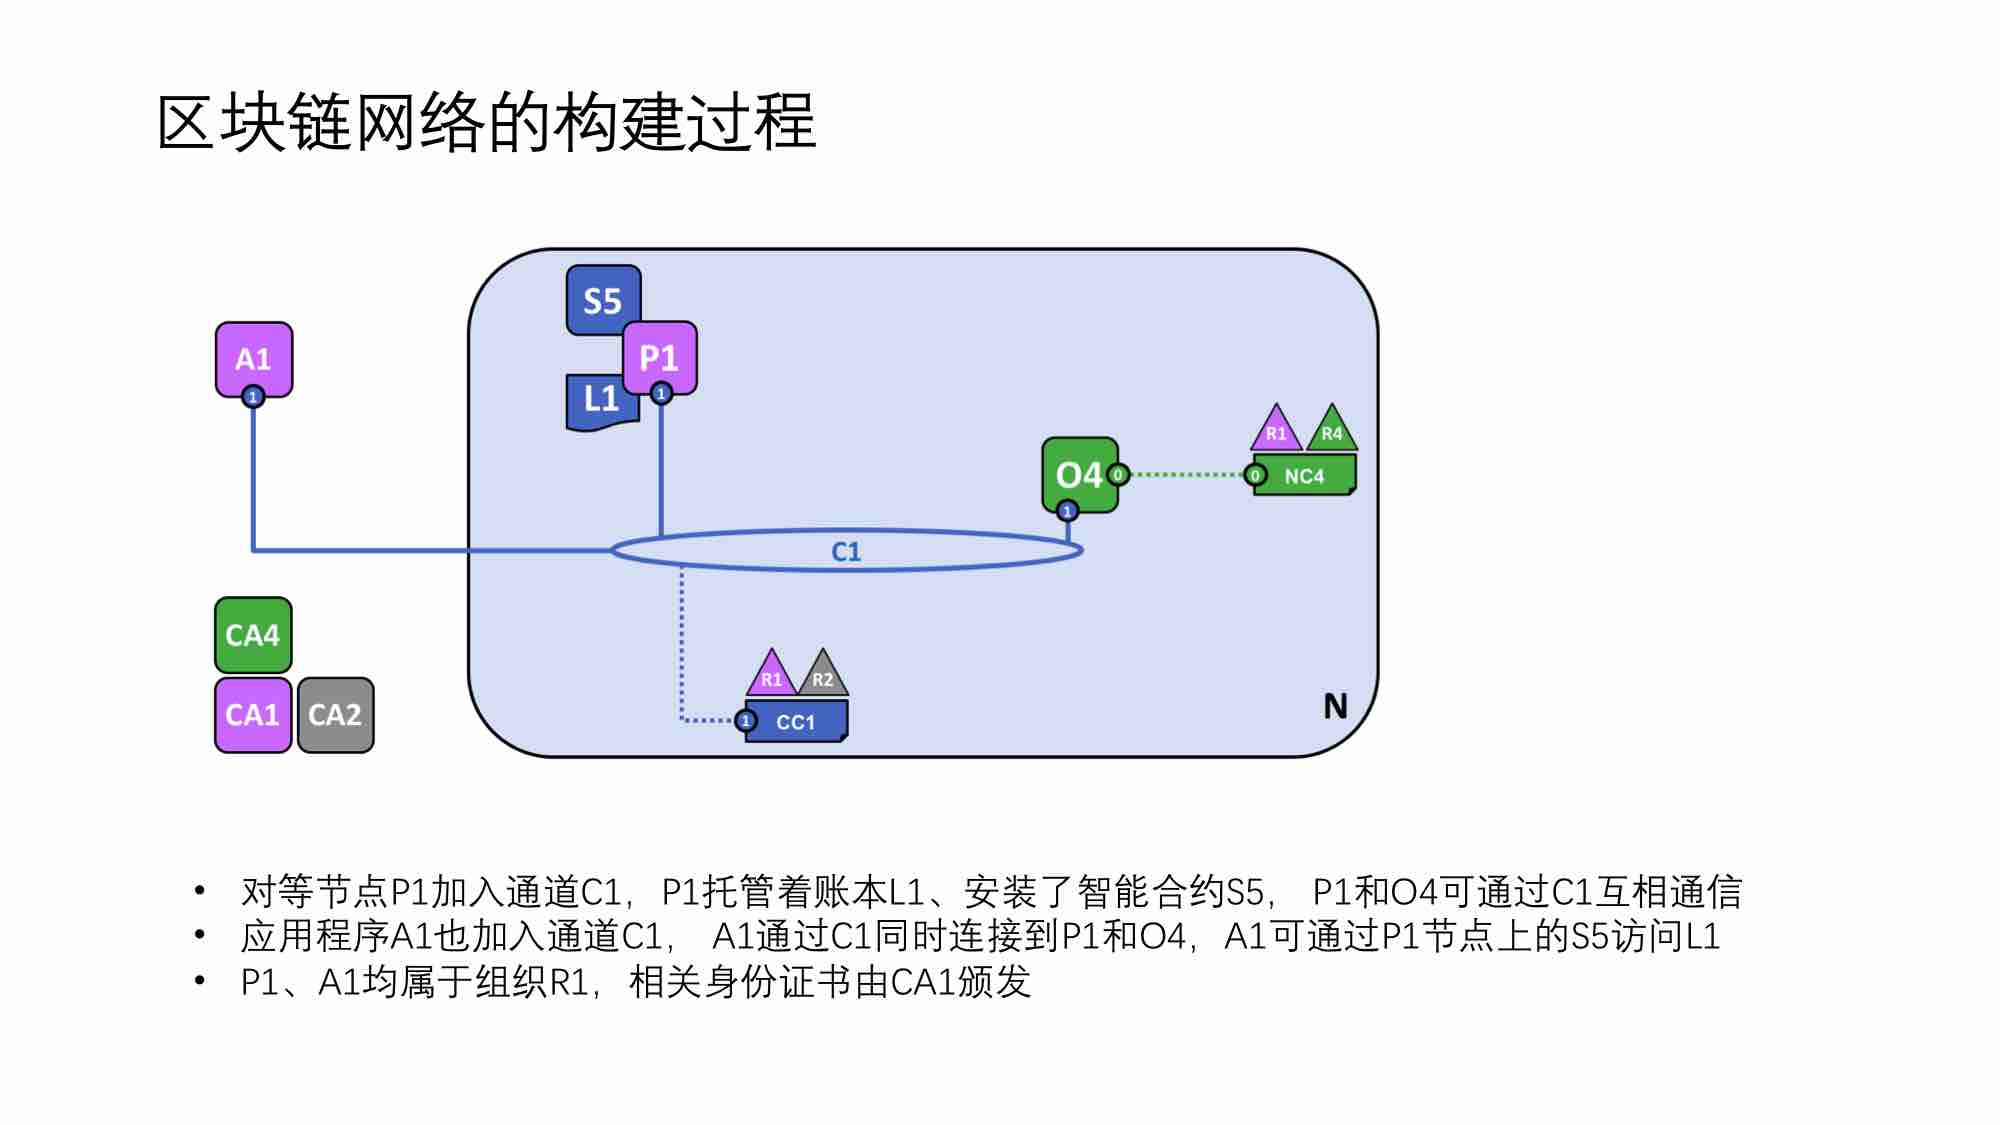 区块链网络的构建过程
S5
A1
1
P1
1
L1
R1 R4
O4 0
0 NC4
1
C1
CA4
R1 R2
CA1 CA2
1 CC1
N
• 对等节点P1加入通道C1，P1托管着账本L1、安装了智能合约S5， P1和O4可通过C1互相通信
• 应用程序A1也加入通道C1， A1通过C1同时连接到P1和O4，A1可通过P1节点上的S5访问L1
• P1、A1均属于组织R1，相关身份证书由CA1颁发